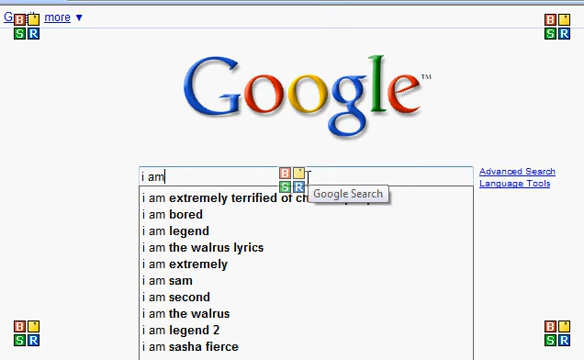 more ▼
Google™
i am
Advanced Search
Language Tools
Google Search
i am extremely terrified of
i am bored
i am legend
i am the walrus lyrics
i am extremely
i am sam
i am second
i am the walrus
i am legend 2
i am sasha fierce
B
S R
B
S R
B
S R
B
S R
B
S R